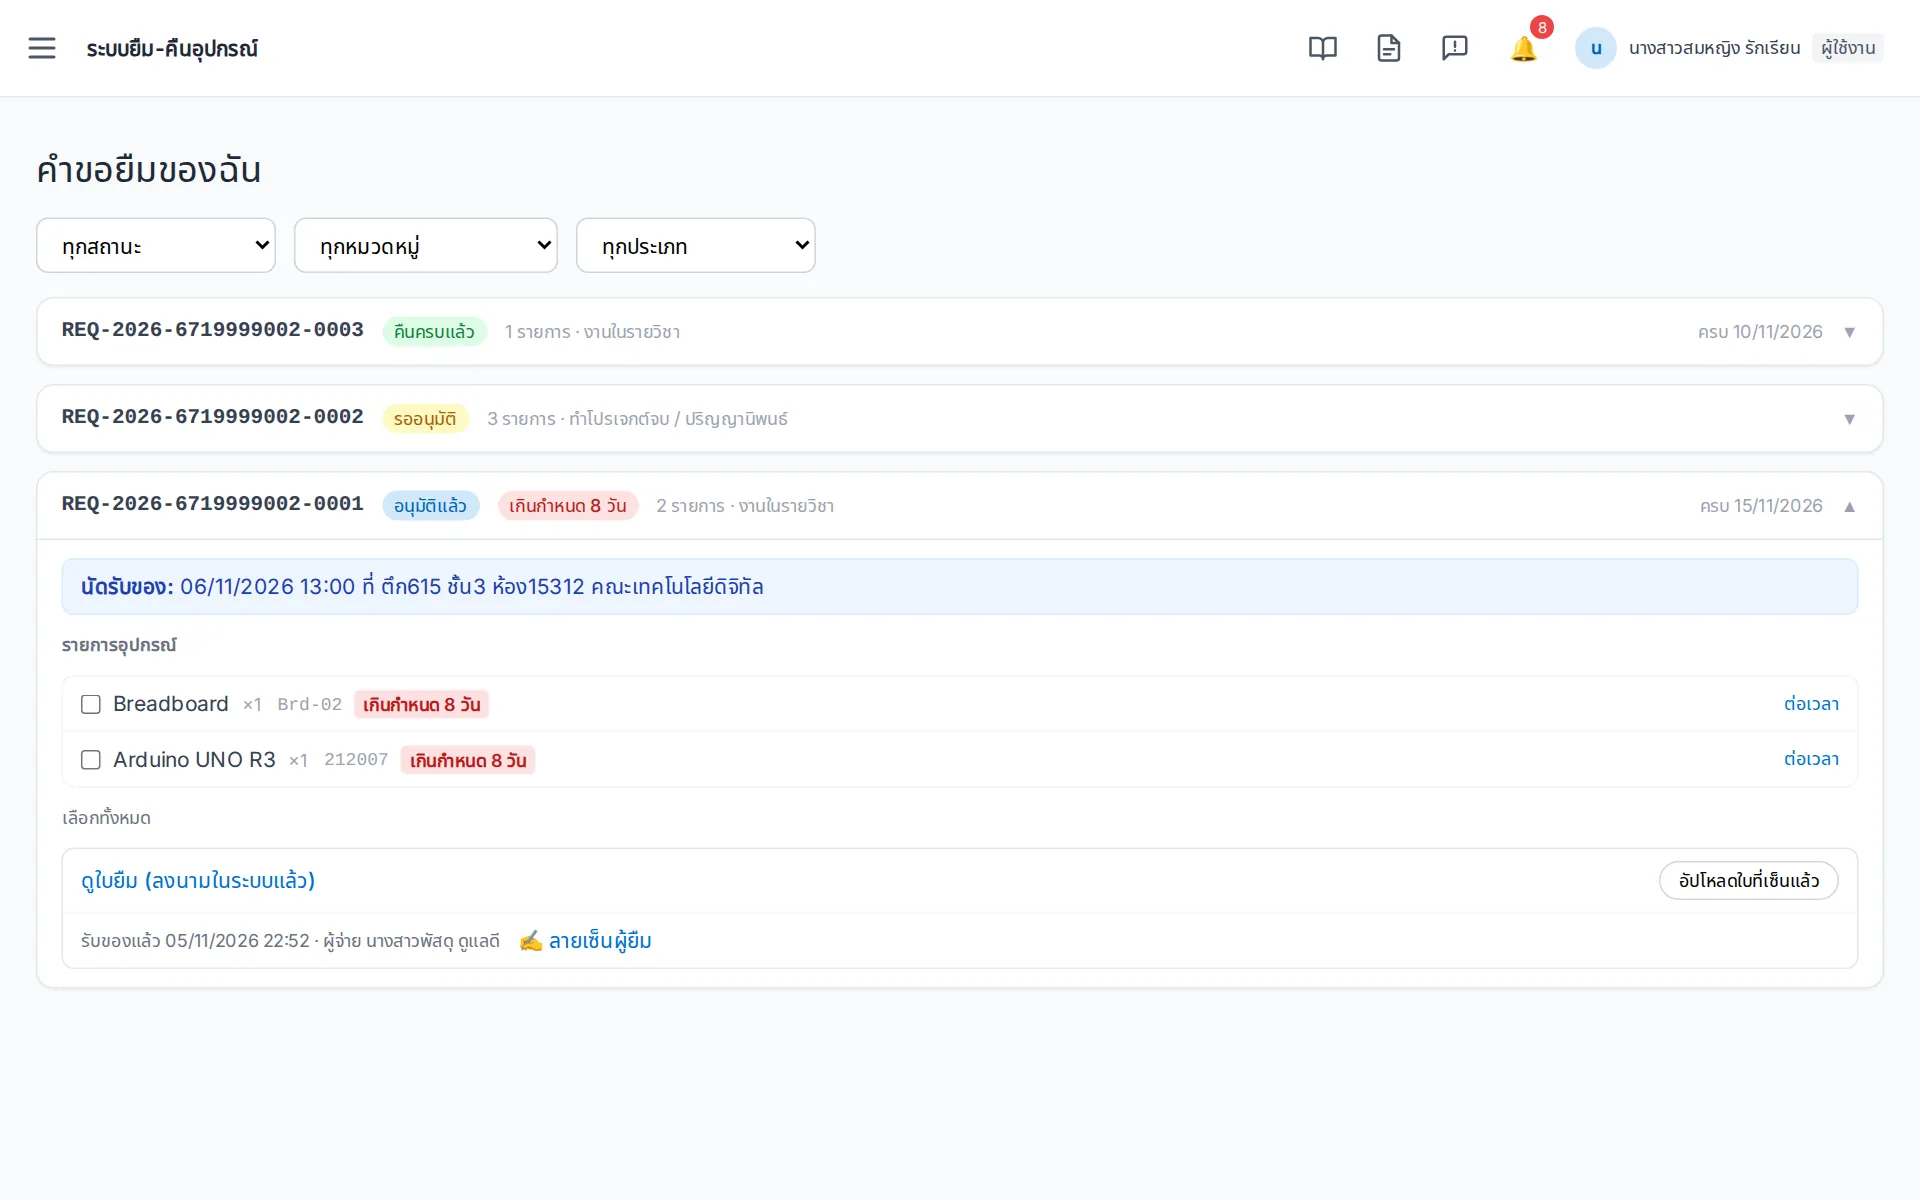 ระบบยืม-คืนอุปกรณ์
8
น นางสาวสมหญิง รักเรียน ผู้ใช้งาน
คำขอยืมของฉัน
ทุกสถานะ ทุกหมวดหมู่ ทุกประเภท
REQ-2026-6719999002-0003 คืนครบแล้ว 1 รายการ · งานในรายวิชา ครบ 10/11/2026 ▼
REQ-2026-6719999002-0002 รออนุมัติ 3 รายการ · ทำโปรเจกต์จบ / ปริญญานิพนธ์ ▼
REQ-2026-6719999002-0001 อนุมัติแล้ว เกินกำหนด 8 วัน 2 รายการ · งานในรายวิชา ครบ 15/11/2026 ▲
นัดรับของ: 06/11/2026 13:00 ที่ ตึก615 ชั้น3 ห้อง15312 คณะเทคโนโลยีดิจิทัล
รายการอุปกรณ์
Breadboard ×1 Brd-02 เกินกำหนด 8 วัน ต่อเวลา
Arduino UNO R3 ×1 212007 เกินกำหนด 8 วัน ต่อเวลา
เลือกทั้งหมด
ดูใบยืม (ลงนามในระบบแล้ว) อัปโหลดใบที่เซ็นแล้ว
รับของแล้ว 05/11/2026 22:52 · ผู้จ่าย นางสาวพัสดุ ดูแลดี ✍️ ลายเซ็นผู้ยืม